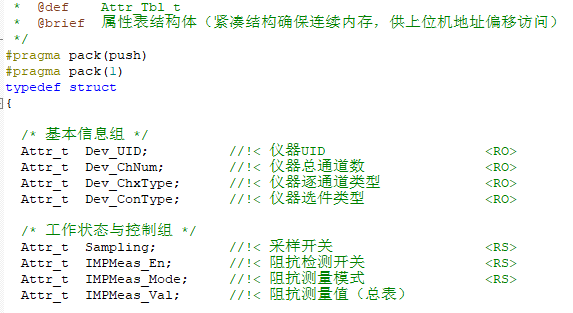 *  @def    Attr_Tbl_t
*  @brief  属性表结构体（紧凑结构确保连续内存，供上位机地址偏移访问）
*/
#pragma pack(push)
#pragma pack(1)
typedef struct
{
/* 基本信息组 */
Attr_t  Dev_UID;          //!< 仪器UID                    <RO>
Attr_t  Dev_ChNum;        //!< 仪器总通道数               <RO>
Attr_t  Dev_ChxType;      //!< 仪器逐通道类型             <RO>
Attr_t  Dev_ConType;      //!< 仪器选件类型               <RO>
/* 工作状态与控制组 */
Attr_t  Sampling;         //!< 采样开关                   <RS>
Attr_t  IMPMeas_En;       //!< 阻抗检测开关               <RS>
Attr_t  IMPMeas_Mode;     //!< 阻抗测量模式               <RS>
Attr_t  IMPMeas_Val;      //!< 阻抗测量值（总表）